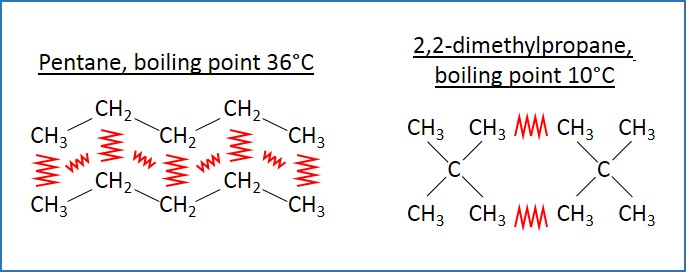 Pentane, boiling point 36°C
CH₂ CH₂
CH₃ CH₂ CH₃
CH₂ CH₂
CH₃ CH₂ CH₃
2,2-dimethylpropane,
boiling point 10°C
CH₃ CH₃ CH₃ CH₃
C C
CH₃ CH₃ CH₃ CH₃